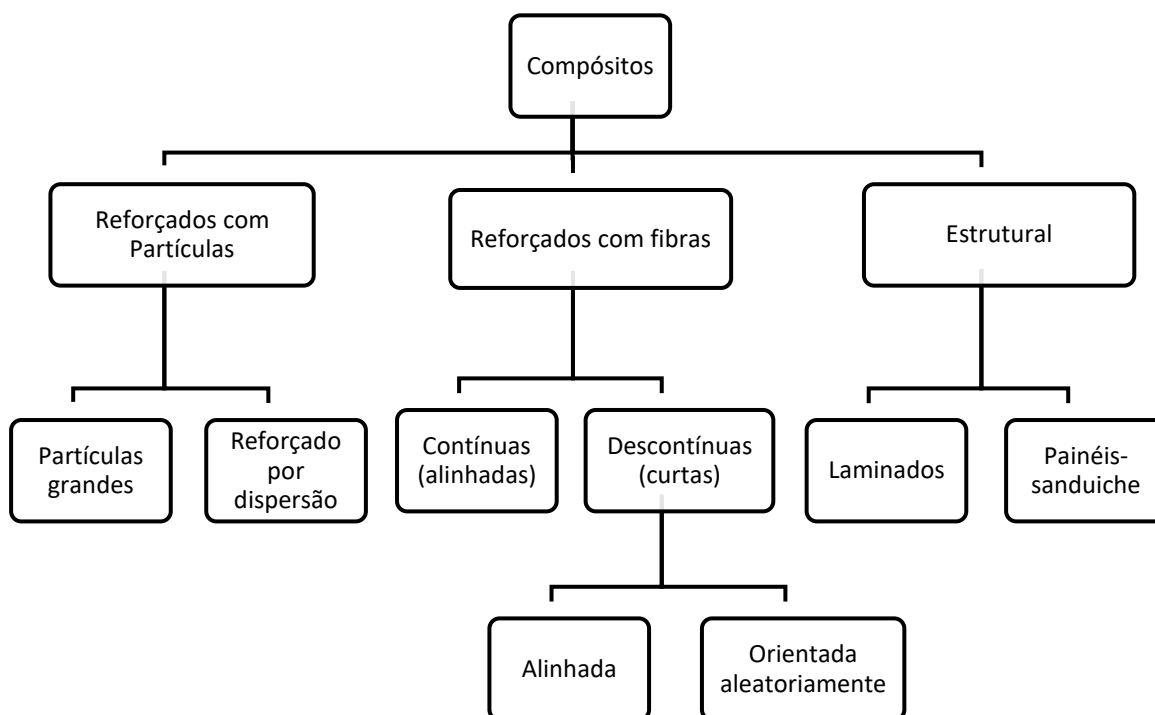 Compósitos
Reforçados com
Partículas
Reforçados com fibras
Estrutural
Partículas
grandes
Reforçado
por
dispersão
Contínuas
(alinhadas)
Descontínuas
(curtas)
Laminados
Painéis-
sanduiche
Alinhada
Orientada
aleatoriamente